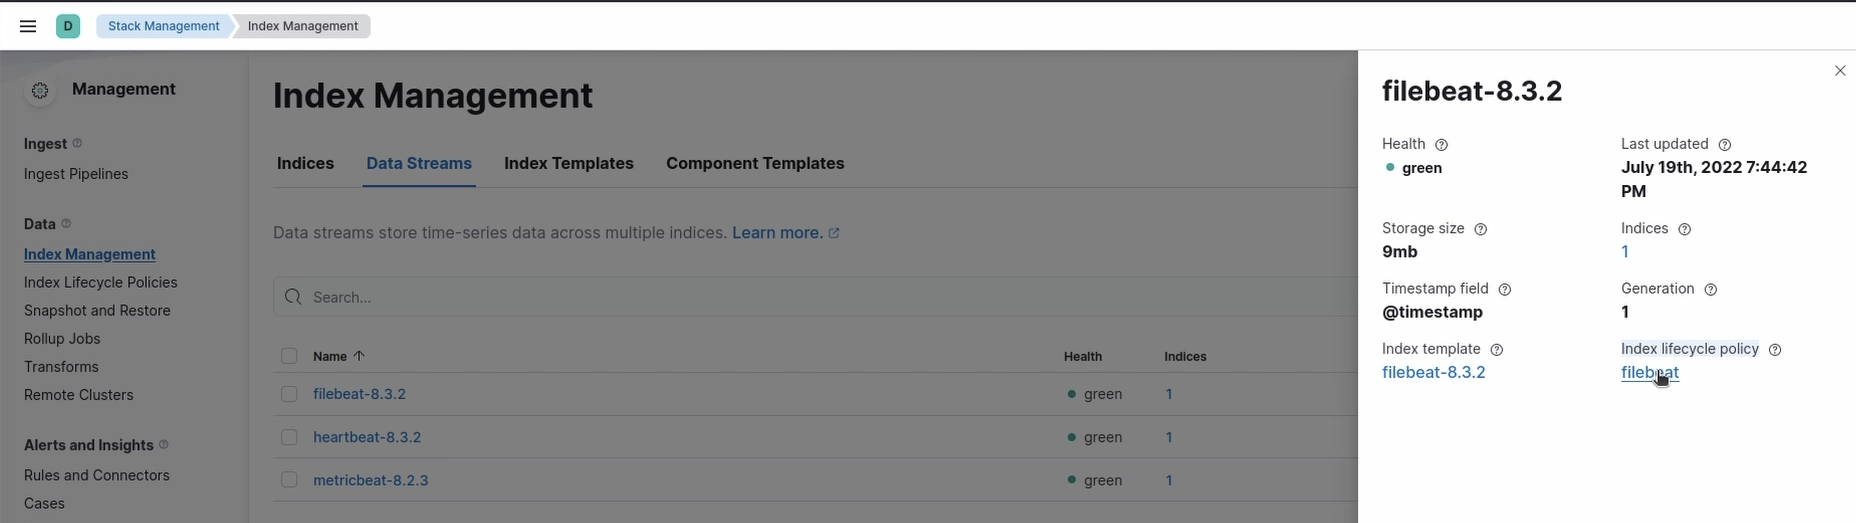 D
Stack Management
Index Management
Management
Ingest
Ingest Pipelines
Data
Index Management
Index Lifecycle Policies
Snapshot and Restore
Rollup Jobs
Transforms
Remote Clusters
Alerts and Insights
Rules and Connectors
Cases
Index Management
Indices Data Streams Index Templates Component Templates
Data streams store time-series data across multiple indices. Learn more.
Search...
Name Health Indices
filebeat-8.3.2 green 1
heartbeat-8.3.2 green 1
metricbeat-8.2.3 green 1
filebeat-8.3.2
Health
green
Last updated
July 19th, 2022 7:44:42
PM
Storage size
9mb
Indices
1
Timestamp field
@timestamp
Generation
1
Index template
filebeat-8.3.2
Index lifecycle policy
filebeat